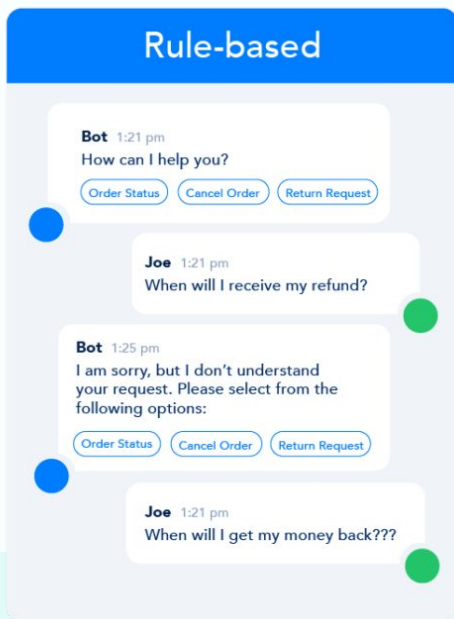 Rule-based
Bot 1:21 pm
How can I help you?
Order Status Cancel Order Return Request
Joe 1:21 pm
When will I receive my refund?
Bot 1:25 pm
I am sorry, but I don't understand
your request. Please select from the
following options:
Order Status Cancel Order Return Request
Joe 1:21 pm
When will I get my money back???